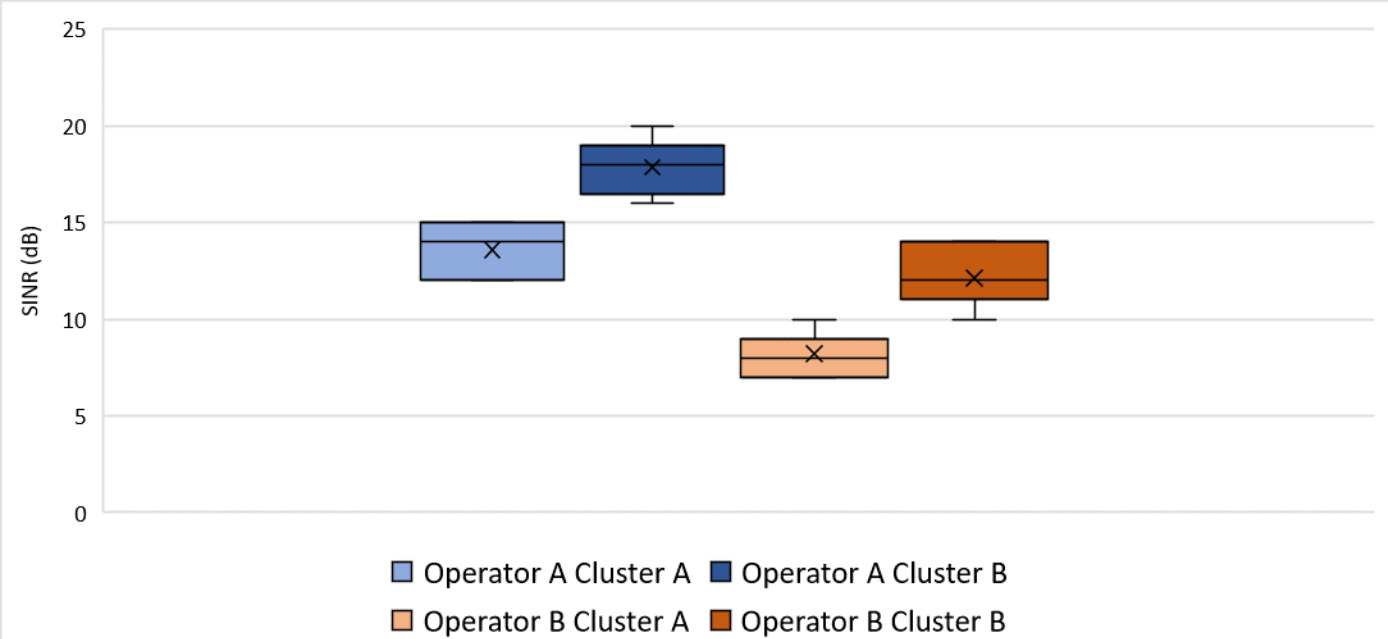 25
20
15
10
5
0
SINR (dB)
Operator A Cluster A
Operator A Cluster B
Operator B Cluster A
Operator B Cluster B